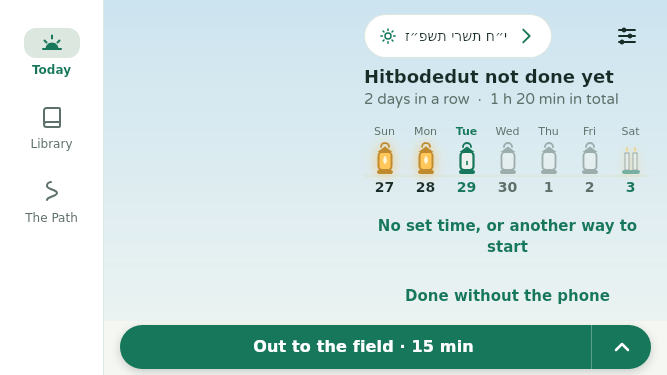 Today
Library
The Path
י״ח תשרי תשפ״ז
Hitbodedut not done yet
2 days in a row · 1 h 20 min in total
Sun Mon Tue Wed Thu Fri Sat
27 28 29 30 1 2 3
No set time, or another way to
start
Done without the phone
Out to the field · 15 min